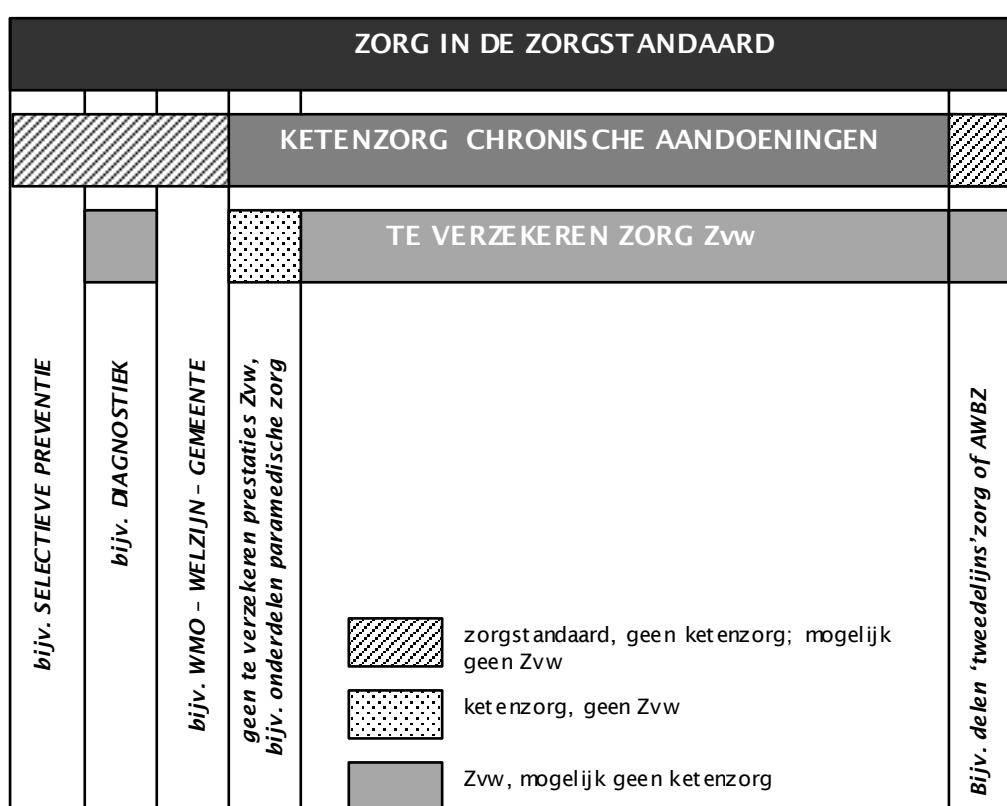 ZORG IN DE ZORGSTANDAARD
KETENZORG CHRONISCHE AANDOENINGEN
TE VERZEKEREN ZORG Zvw
bijv. SELECTIEVE PREVENTIE
bijv. DIAGNOSTIEK
bijv. WMO – WELZIJN – GEMEENTE
geen te verzekeren prestaties Zvw,
bijv. onderdelen paramedische zorg
Bijv. delen ‘tweedelijns’zorg of AWBZ
zorgstandaard, geen ketenzorg; mogelijk
geen Zvw
ketenzorg, geen Zvw
Zvw, mogelijk geen ketenzorg